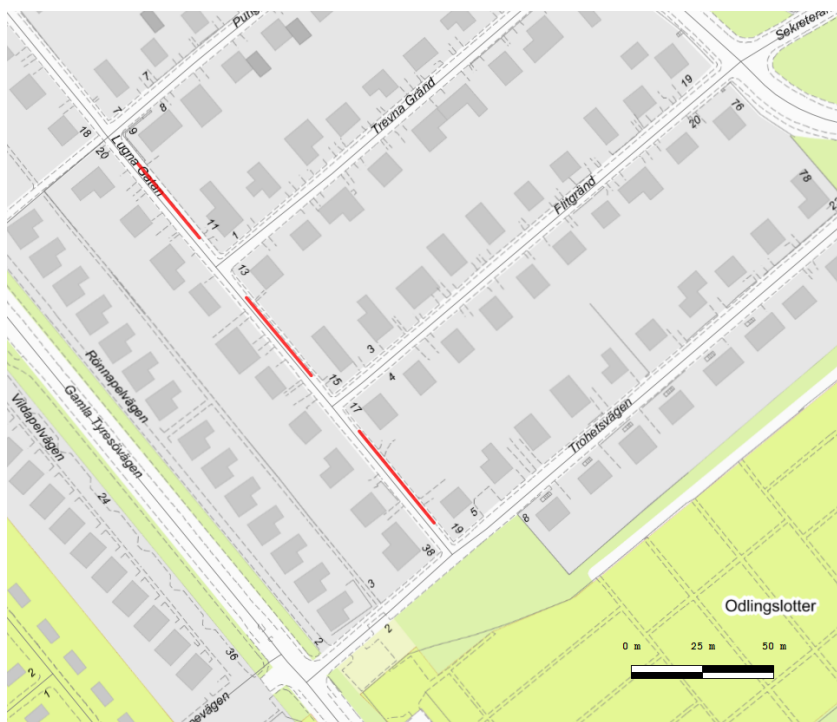 Sekreterar
Pung
7
7
8
9
18
20
Lugna Gatan
Trevna Gränd
19
20
76
78
11
1
13
Flitgränd
3
15
4
17
Rönnapelvägen
Gamla Tyresövägen
Vildapelvägen
24
Trohetsvägen
5
19
8
38
3
2
2
36
2
1
Odlingslotter
0 m 25 m 50 m